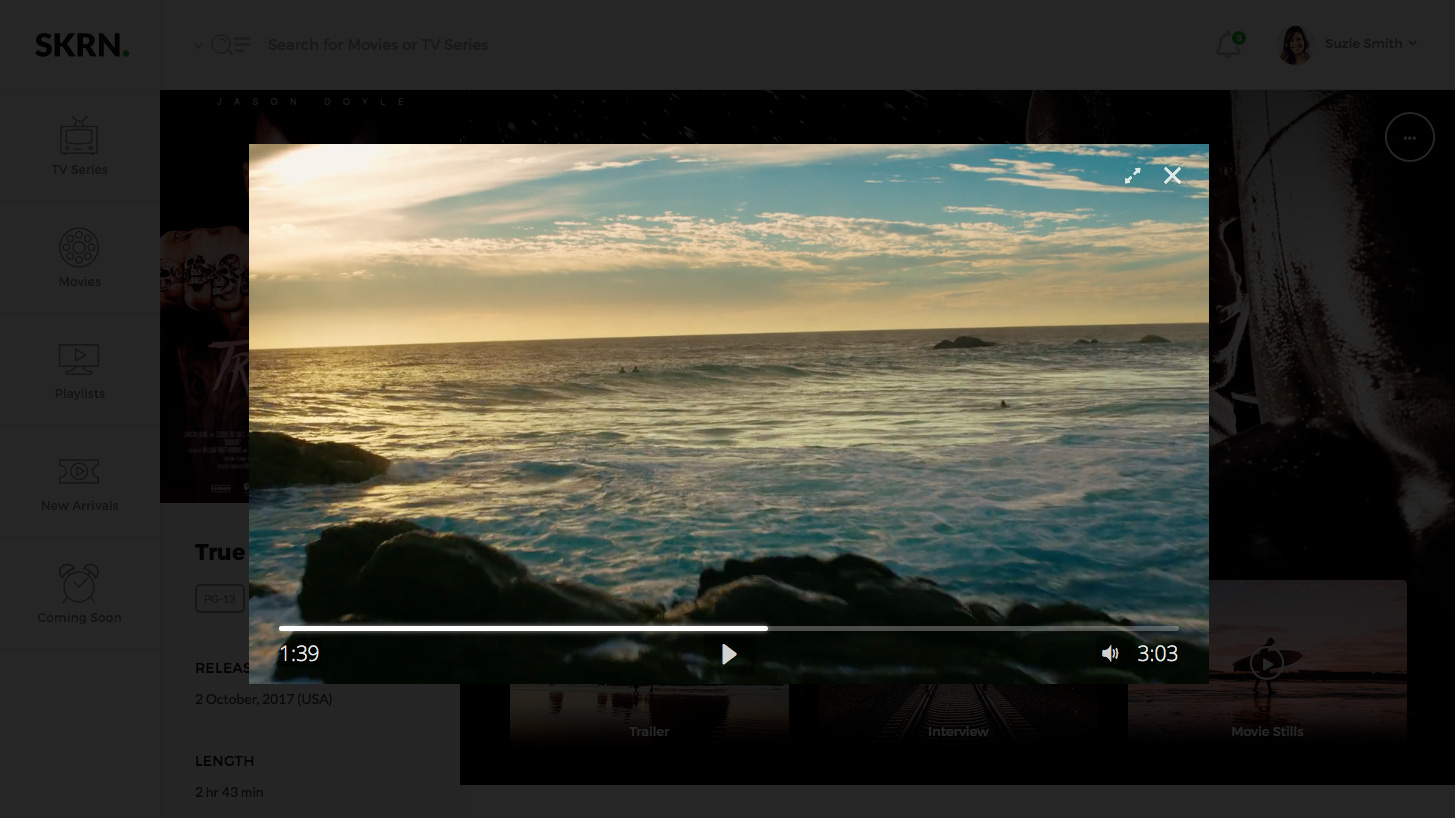 SKRN.
Search for Movies or TV Series
3
Suzie Smith
JASON DOYLE
TV Series
Movies
Playlists
New Arrivals
Coming Soon
True
PG-13
RELEAS
2 October, 2017 (USA)
LENGTH
2 hr 43 min
1:39
3:03
Trailer
Interview
Movie Stills